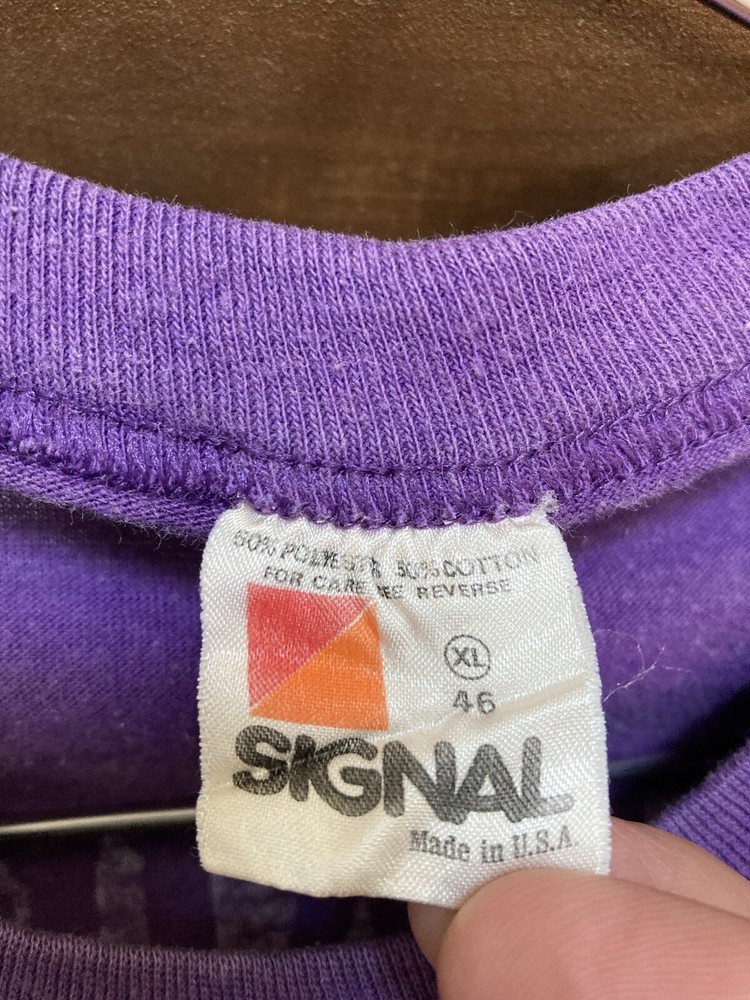 50% POLYESTER 50% COTTON
FOR CARE SEE REVERSE
XL
46
SIGNAL
Made in U.S.A.